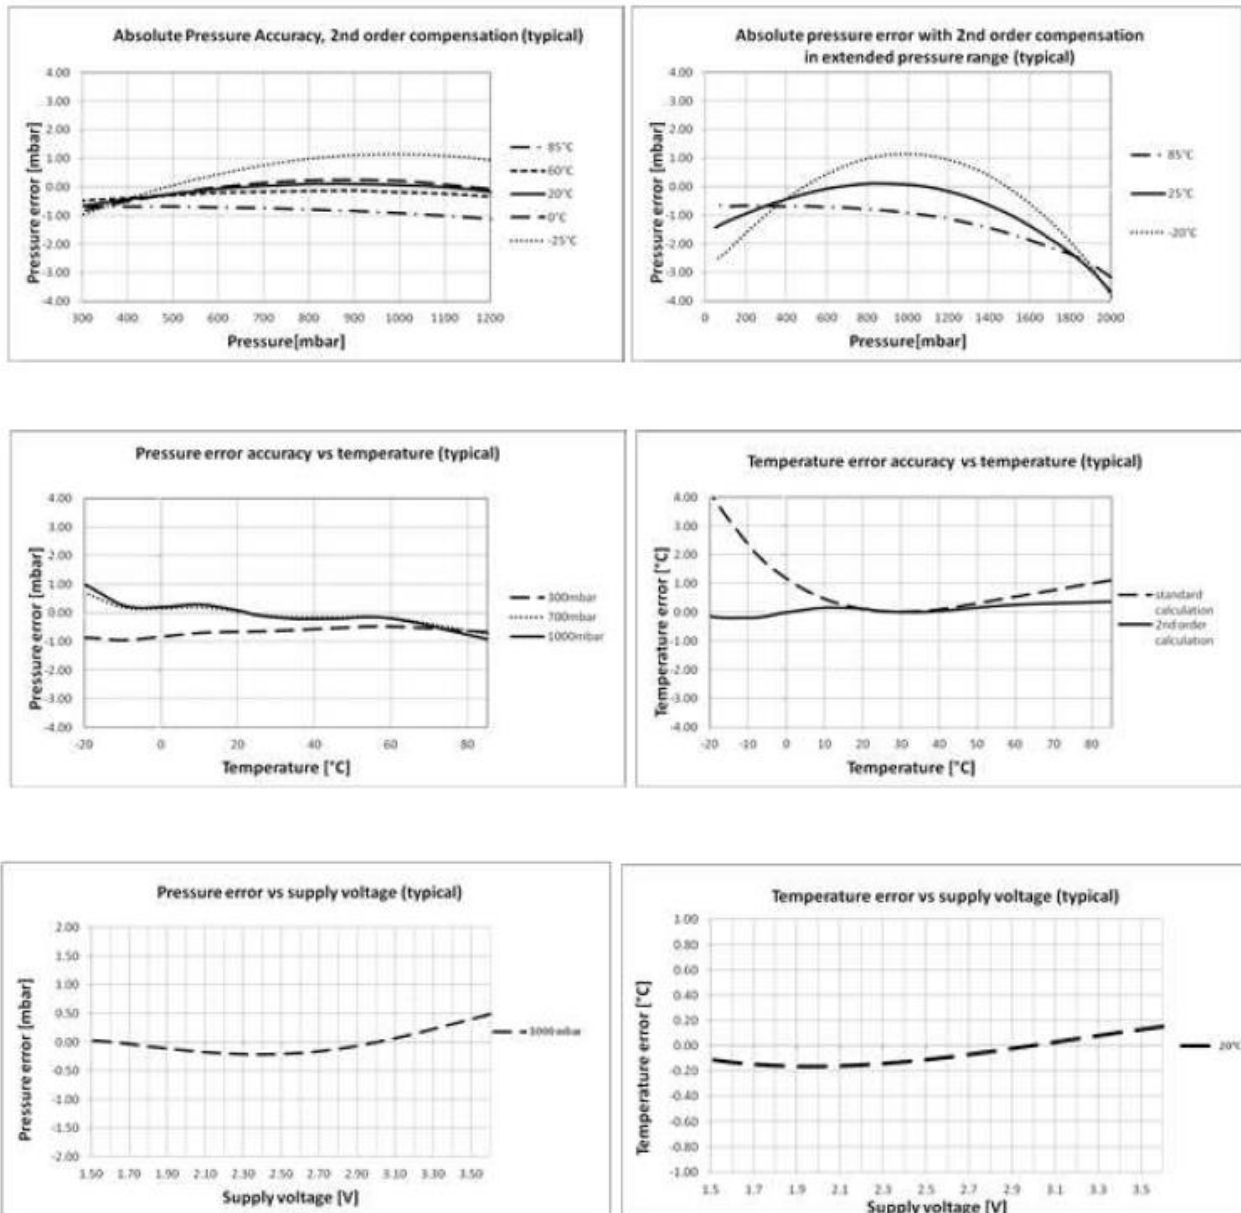 Absolute Pressure Accuracy, 2nd order compensation (typical)
4.00
3.00
2.00
1.00
0.00
-1.00
-2.00
-3.00
-4.00
Pressure error [mbar]
300 400 500 600 700 800 900 1000 1100 1200
Pressure[mbar]
85°C
60°C
20°C
0°C
-25°C
Absolute pressure error with 2nd order compensation
in extended pressure range (typical)
4.00
3.00
2.00
1.00
0.00
-1.00
-2.00
-3.00
-4.00
Pressure error [mbar]
0 200 400 600 800 1000 1200 1400 1600 1800 2000
Pressure[mbar]
85°C
25°C
-20°C
Pressure error accuracy vs temperature (typical)
4.00
3.00
2.00
1.00
0.00
-1.00
-2.00
-3.00
-4.00
Pressure error [mbar]
-20 0 20 40 60 80
Temperature [°C]
300mbar
700mbar
1000mbar
Temperature error accuracy vs temperature (typical)
4.00
3.00
2.00
1.00
0.00
-1.00
-2.00
-3.00
-4.00
Temperature error [°C]
-20 -10 0 10 20 30 40 50 60 70 80
Temperature [°C]
standard
calculation
2nd order
calculation
Pressure error vs supply voltage (typical)
2.00
1.50
1.00
0.50
0.00
-0.50
-1.00
-1.50
-2.00
Pressure error [mbar]
1.50 1.70 1.90 2.10 2.30 2.50 2.70 2.90 3.10 3.30 3.50
Supply voltage [V]
1000 mbar
Temperature error vs supply voltage (typical)
1.00
0.80
0.60
0.40
0.20
0.00
-0.20
-0.40
-0.60
-0.80
-1.00
Temperature error [°C]
1.5 1.7 1.9 2.1 2.3 2.5 2.7 2.9 3.1 3.3 3.5
Supply voltage [V]
20°C